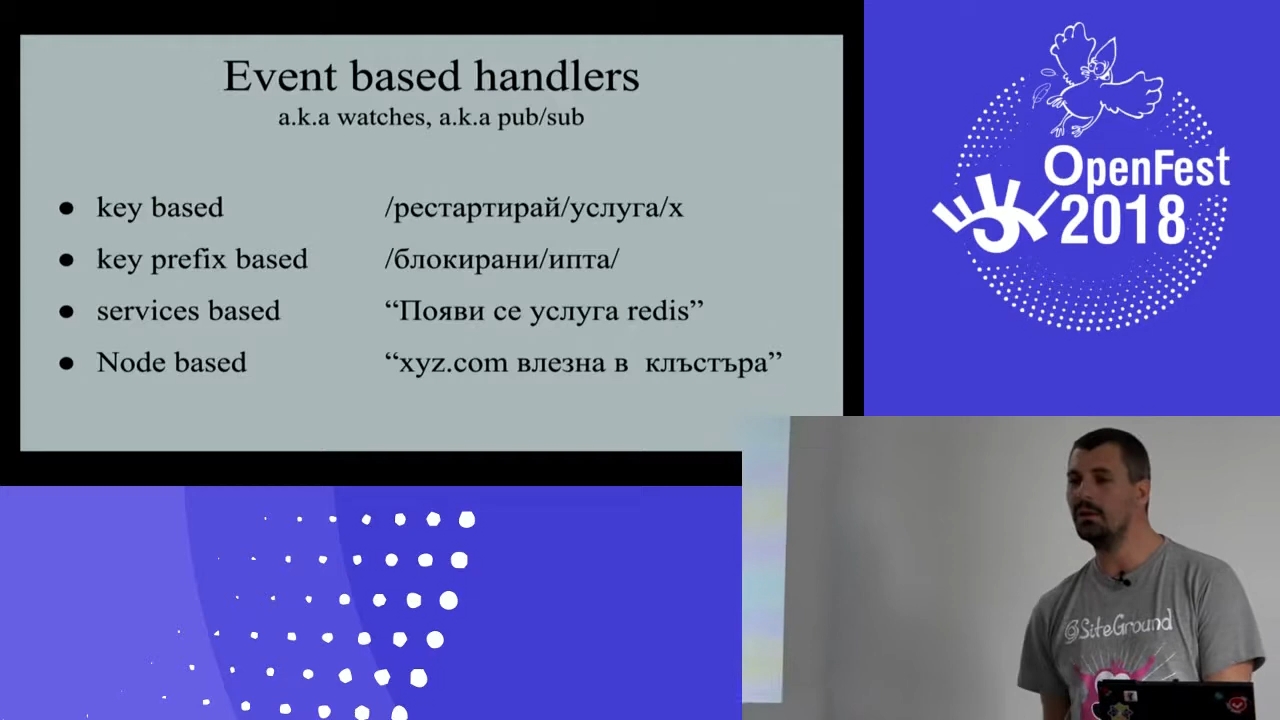 Event based handlers
a.k.a watches, a.k.a pub/sub
● key based /рестартирай/услуга/x
● key prefix based /блокирани/ипта/
● services based “Появи се услуга redis”
● Node based “xyz.com влезна в клъстъра”
OpenFest
2018
@SiteGround